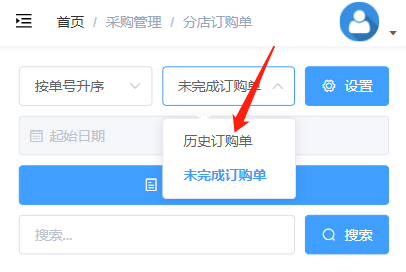 首页 / 采购管理 / 分店订购单
按单号升序 未完成订购单 设置
起始日期
历史订购单
未完成订购单
搜索... 搜索